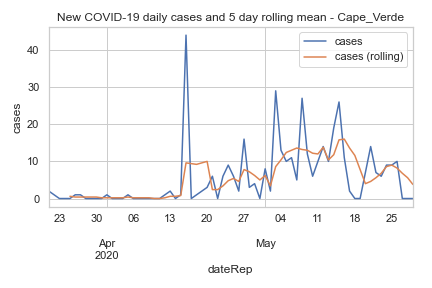 New COVID-19 daily cases and 5 day rolling mean - Cape_Verde
cases
cases (rolling)
cases
40
30
20
10
0
23 30 06 13 20 27 04 11 18 25
Apr May
2020
dateRep